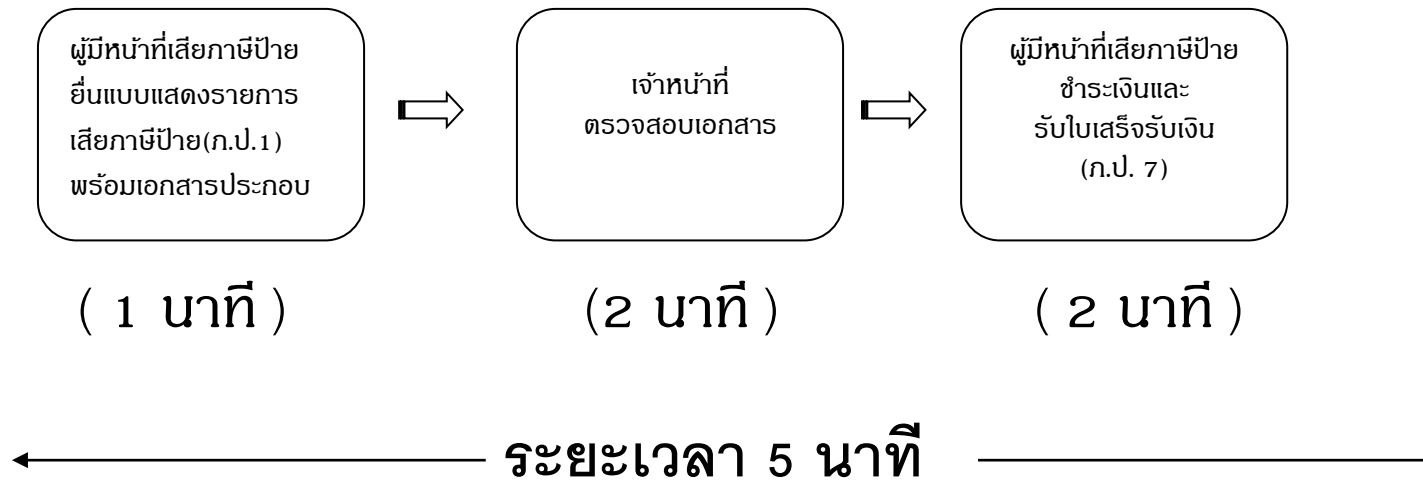 ผู้มีหน้าที่เสียภาษีป้าย
ยื่นแบบแสดงรายการ
เสียภาษีป้าย(ภ.ป.1)
พร้อมเอกสารประกอบ
เจ้าหน้าที่
ตรวจสอบเอกสาร
ผู้มีหน้าที่เสียภาษีป้าย
ชำระเงินและ
รับใบเสร็จรับเงิน
(ภ.ป. 7)
( 1 นาที )
(2 นาที )
( 2 นาที )
ระยะเวลา 5 นาที